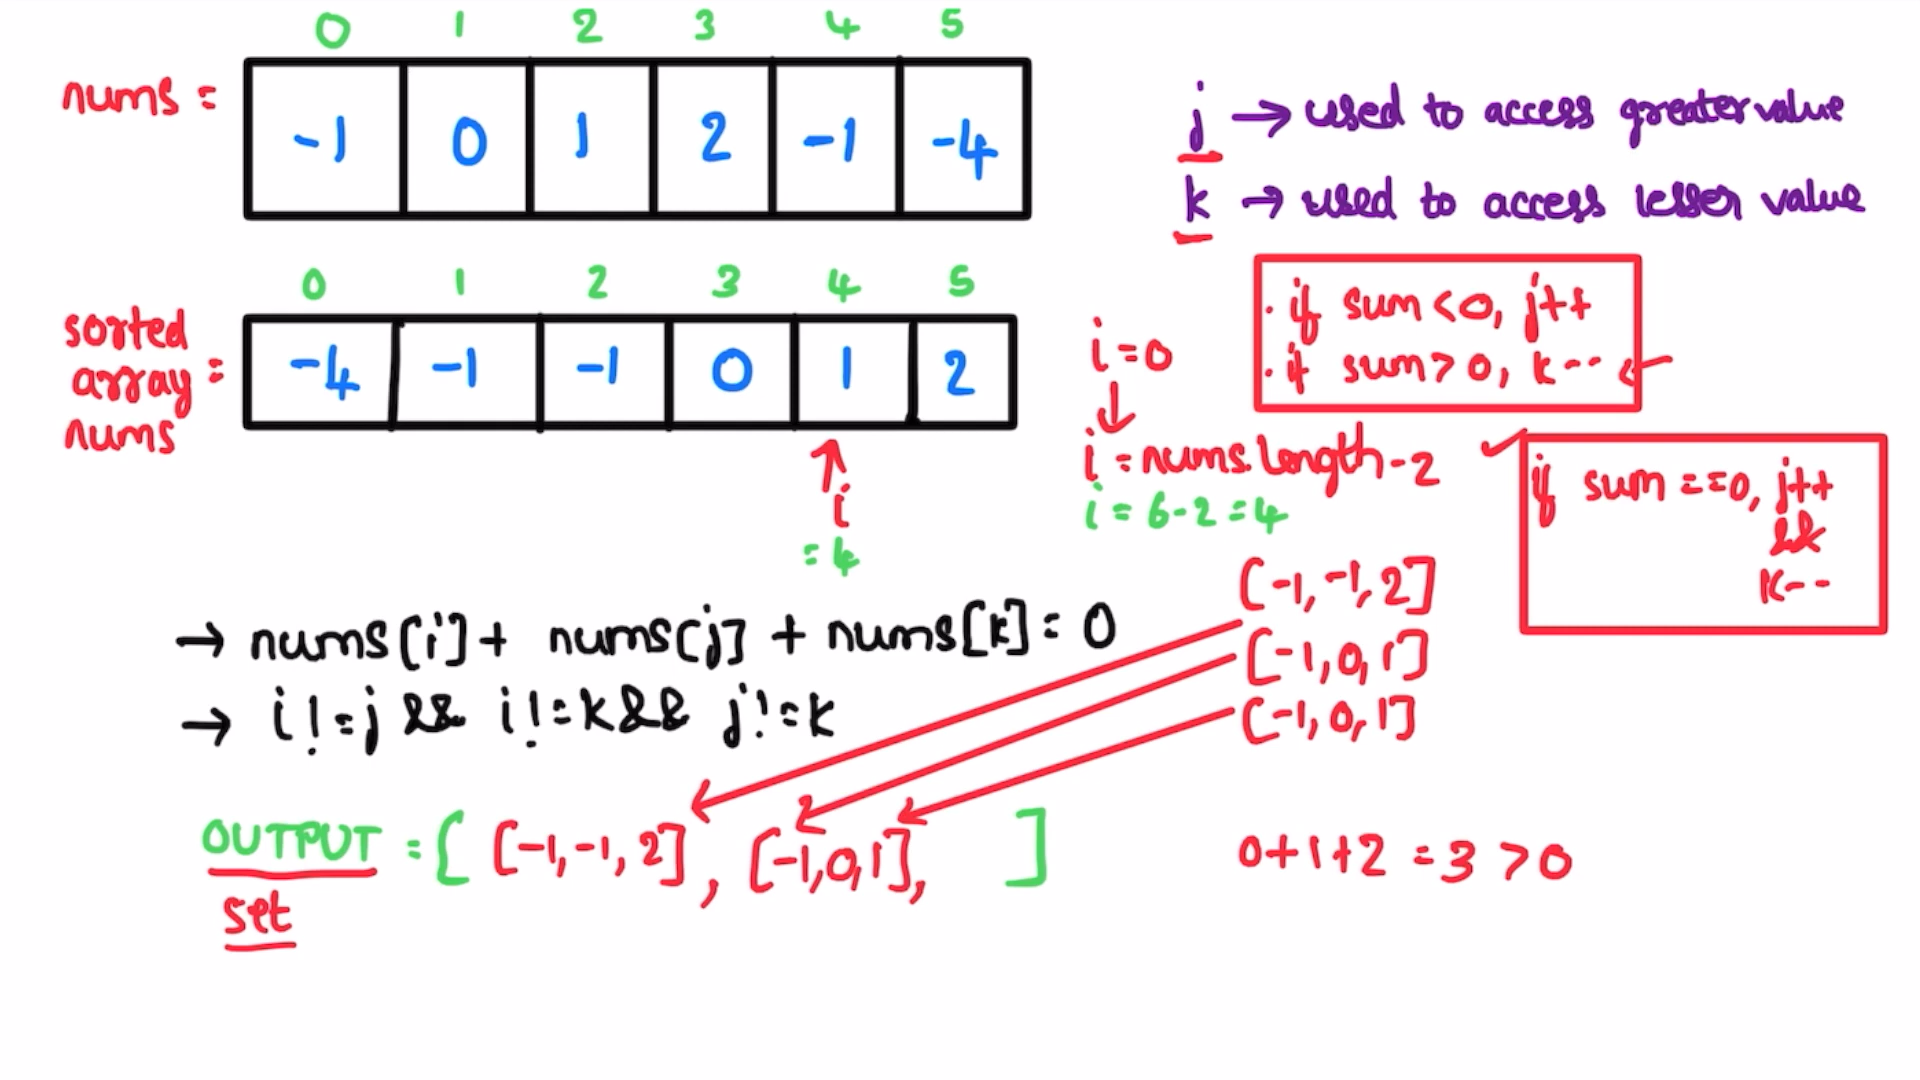 0 1 2 3 4 5
nums =
-1 0 1 2 -1 -4
j → used to access greater value
k → used to access lesser value
0 1 2 3 4 5
sorted array nums =
-4 -1 -1 0 1 2
i
= 4
i = 0
↓
i = nums.length - 2
i = 6 - 2 = 4
. if sum < 0, j++
. if sum > 0, k-- ←
✓
if sum == 0, j++
&&
k--
→ nums[i] + nums[j] + nums[k] = 0
→ i != j && i != k && j != k
[-1, -1, 2]
[-1, 0, 1]
[-1, 0, 1]
OUTPUT = [ [-1, -1, 2], [-1, 0, 1], ]
set
0 + 1 + 2 = 3 > 0